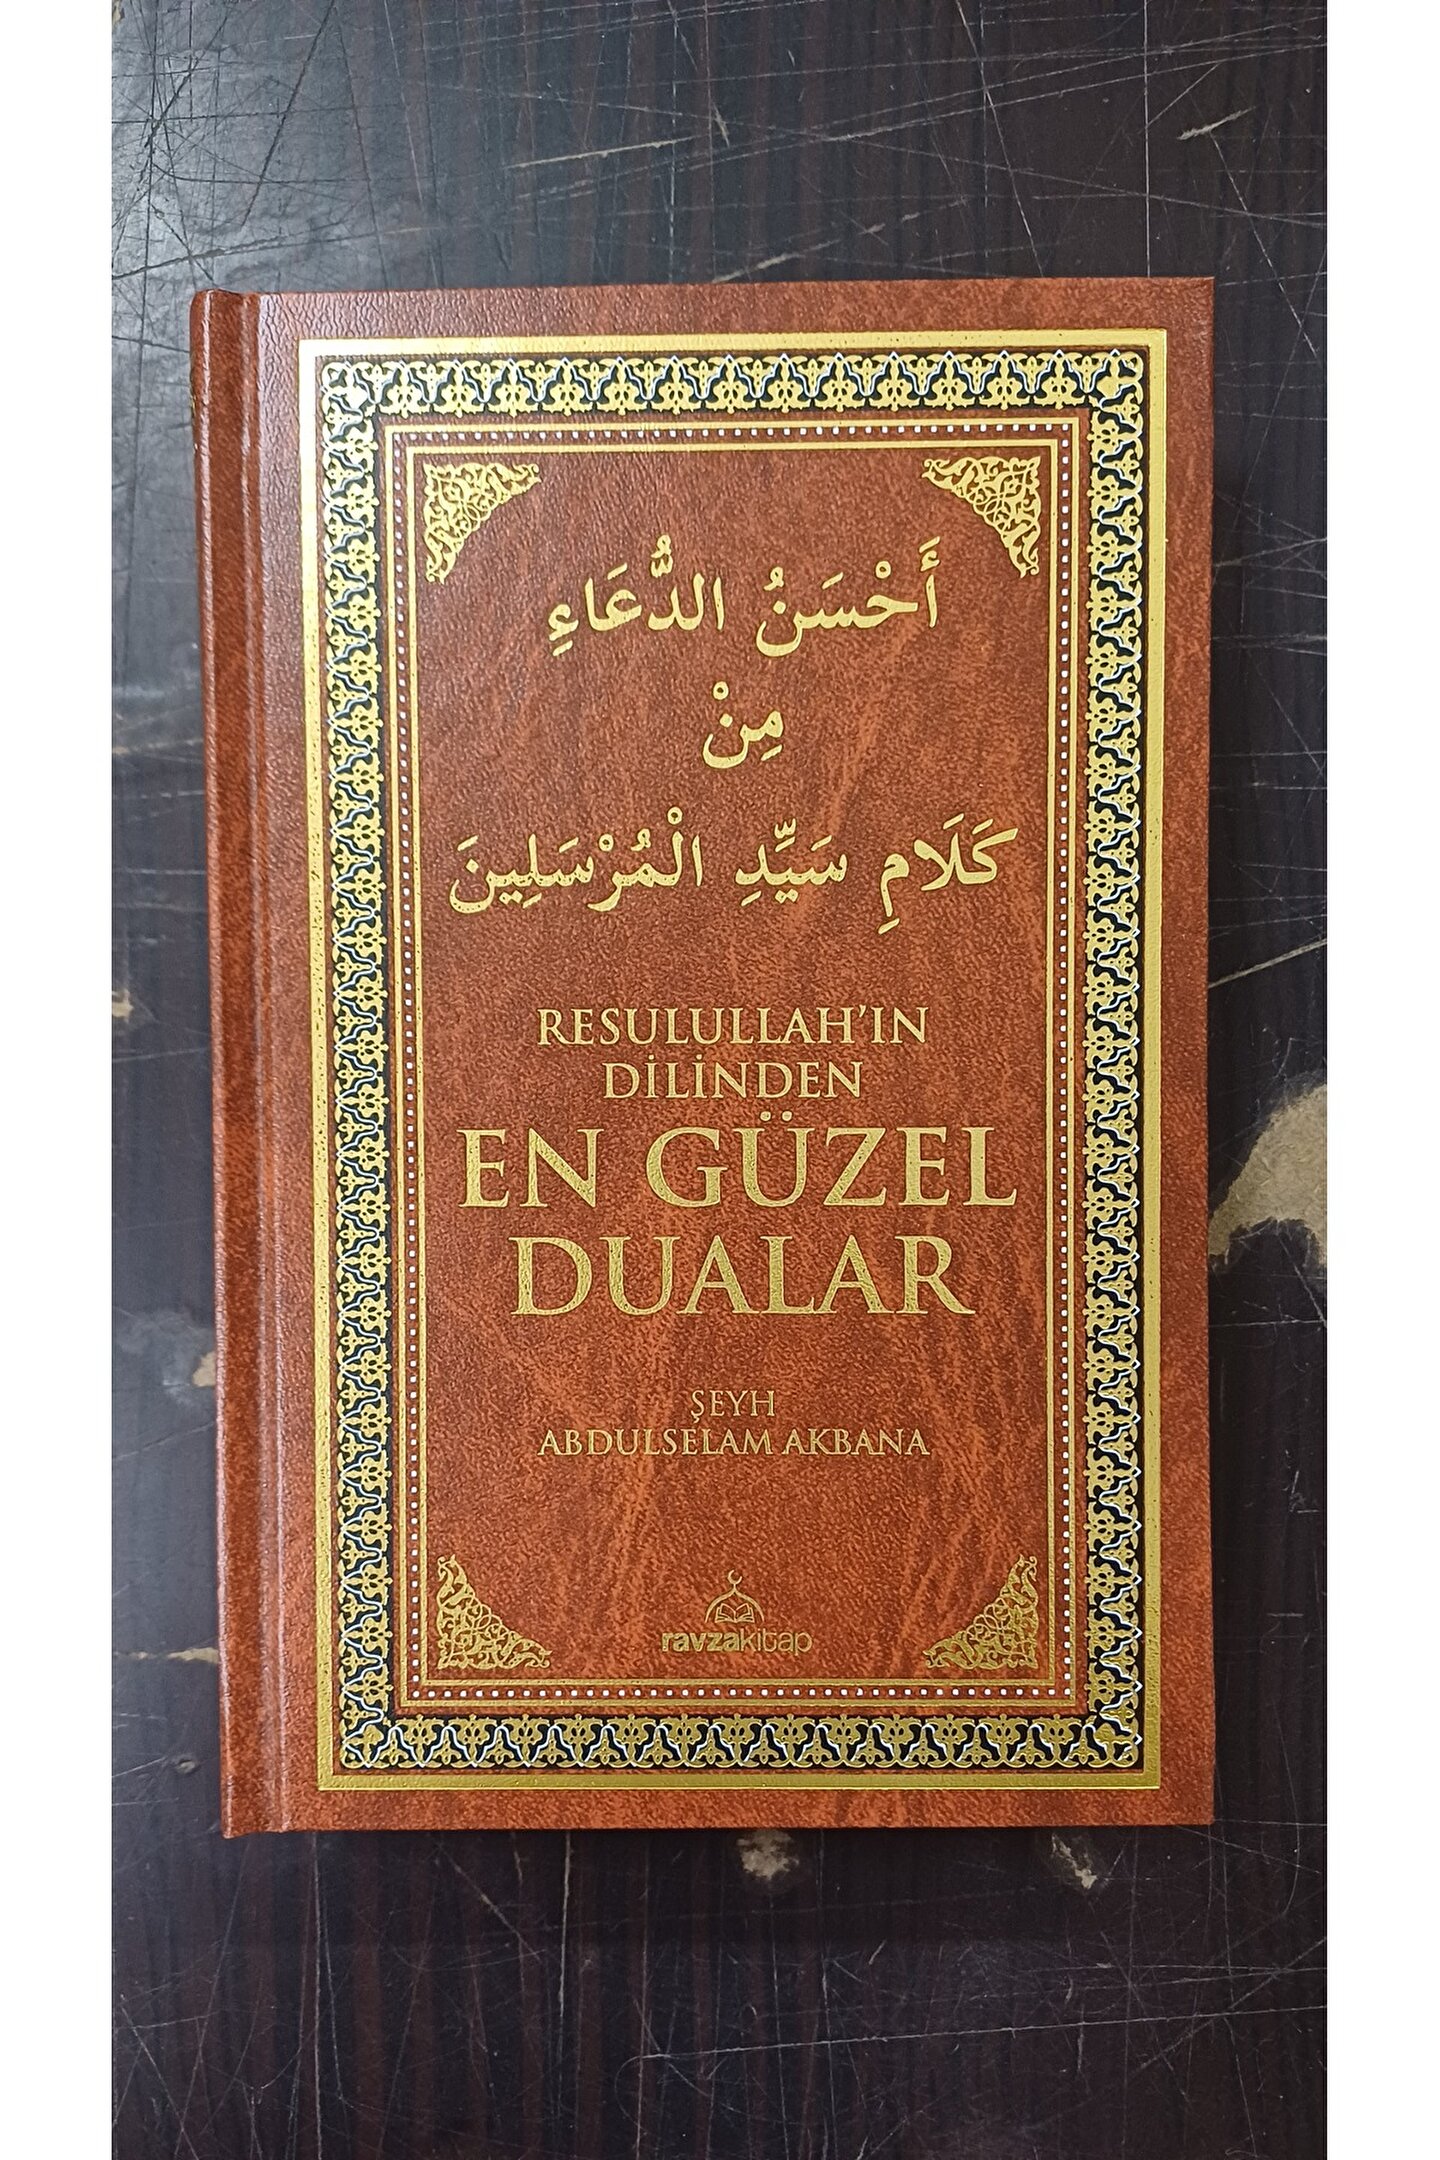 أَحْسَنُ الدُّعَاءِ
مِنْ
كَلَامِ سَيِّدِ الْمُرْسَلِينَ
RESULULLAH’IN
DİLİNDEN
EN GÜZEL
DUALAR
ŞEYH
ABDULSELAM AKBANA
ravzakitap